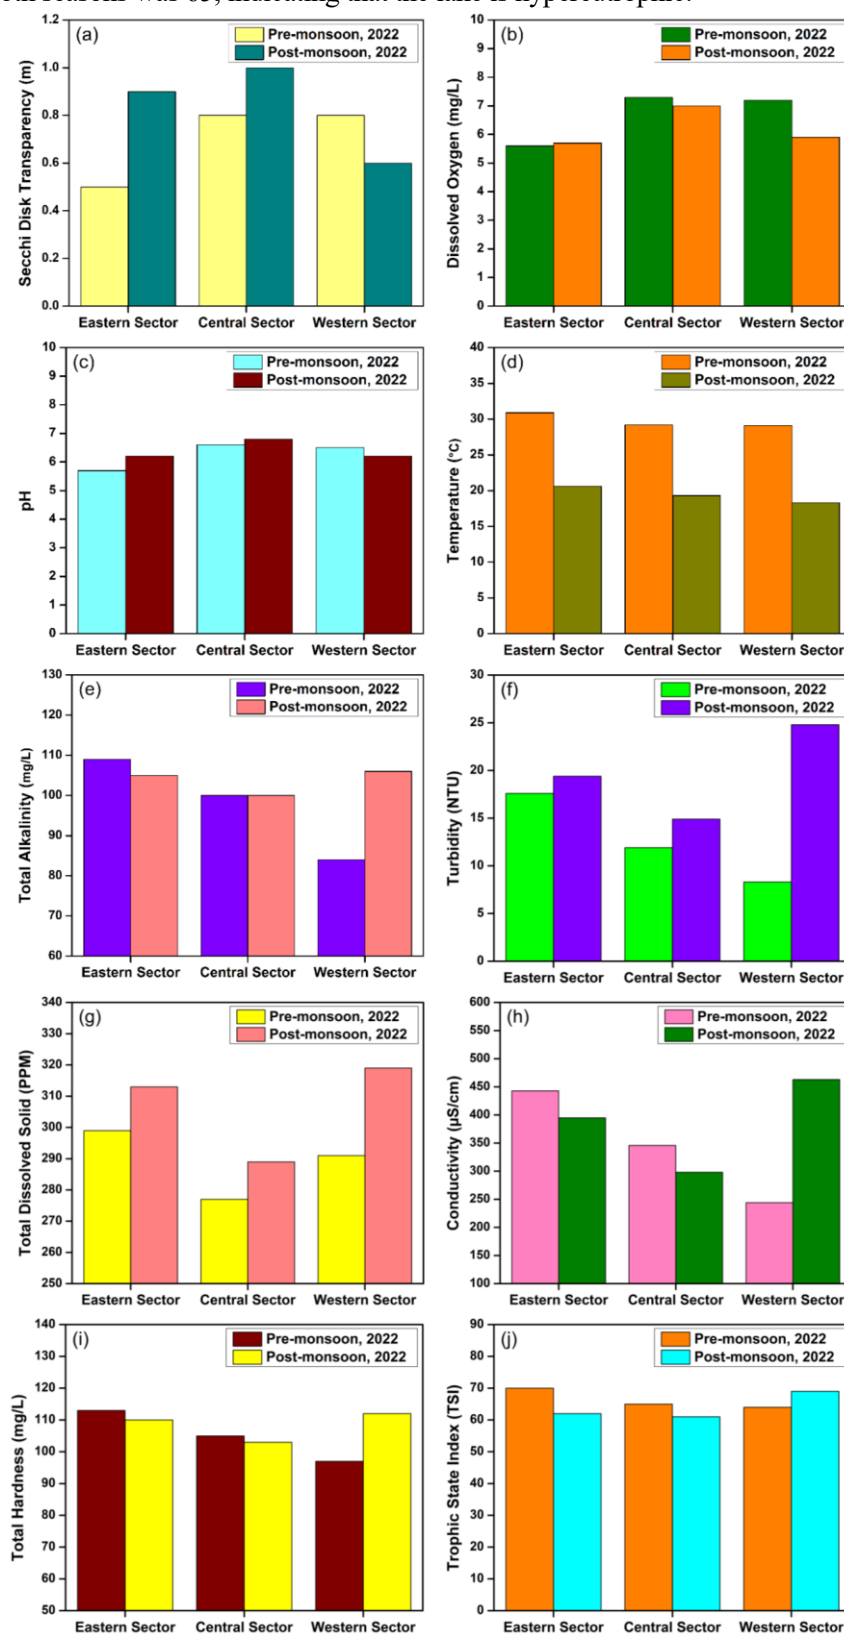 both seasons was 65, indicating that the lake is hypereutrophic.
(a)
Pre-monsoon, 2022
Post-monsoon, 2022
Secchi Disk Transparency (m)
1.2
1.0
0.8
0.6
0.4
0.2
0.0
Eastern Sector Central Sector Western Sector
(b)
Pre-monsoon, 2022
Post-monsoon, 2022
Dissolved Oxygen (mg/L)
10
9
8
7
6
5
4
3
2
1
0
Eastern Sector Central Sector Western Sector
(c)
Pre-monsoon, 2022
Post-monsoon, 2022
pH
10
9
8
7
6
5
4
3
2
1
0
Eastern Sector Central Sector Western Sector
(d)
Pre-monsoon, 2022
Post-monsoon, 2022
Temperature (°C)
40
35
30
25
20
15
10
5
0
Eastern Sector Central Sector Western Sector
(e)
Pre-monsoon, 2022
Post-monsoon, 2022
Total Alkalinity (mg/L)
130
120
110
100
90
80
70
60
Eastern Sector Central Sector Western Sector
(f)
Pre-monsoon, 2022
Post-monsoon, 2022
Turbidity (NTU)
30
25
20
15
10
5
0
Eastern Sector Central Sector Western Sector
(g)
Pre-monsoon, 2022
Post-monsoon, 2022
Total Dissolved Solid (PPM)
340
330
320
310
300
290
280
270
260
250
Eastern Sector Central Sector Western Sector
(h)
Pre-monsoon, 2022
Post-monsoon, 2022
Conductivity (µS/cm)
600
550
500
450
400
350
300
250
200
150
100
Eastern Sector Central Sector Western Sector
(i)
Pre-monsoon, 2022
Post-monsoon, 2022
Total Hardness (mg/L)
140
130
120
110
100
90
80
70
60
50
Eastern Sector Central Sector Western Sector
(j)
Pre-monsoon, 2022
Post-monsoon, 2022
Trophic State Index (TSI)
90
80
70
60
50
40
30
20
10
0
Eastern Sector Central Sector Western Sector